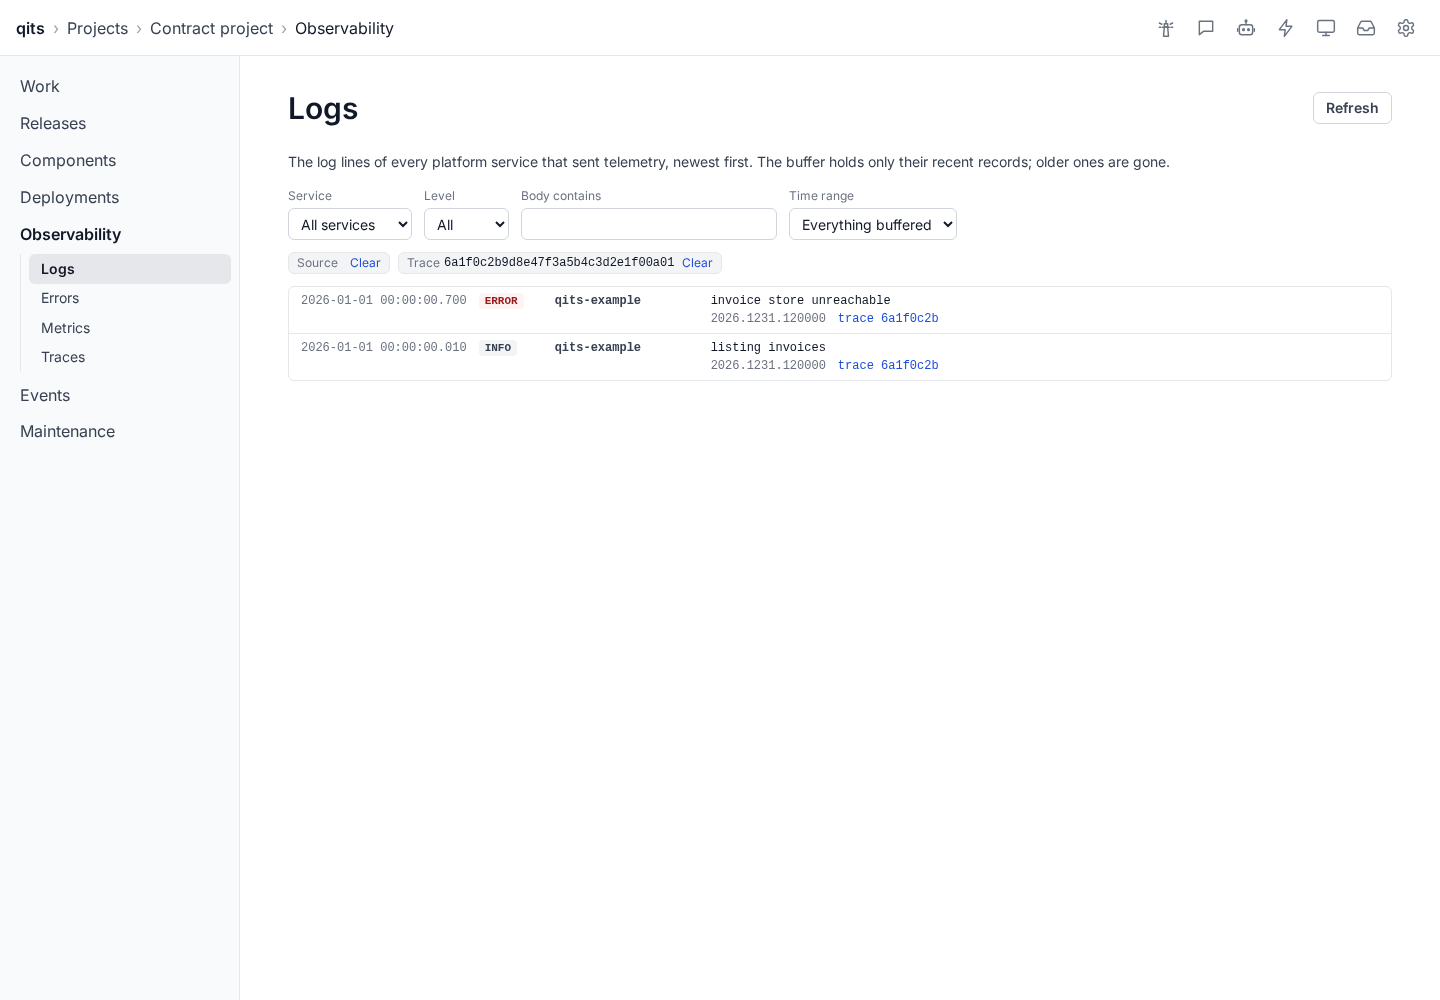 qits › Projects › Contract project › Observability
Work
Releases
Components
Deployments
Observability
Logs
Errors
Metrics
Traces
Events
Maintenance
Logs
Refresh
The log lines of every platform service that sent telemetry, newest first. The buffer holds only their recent records; older ones are gone.
Service Level Body contains Time range
All services All Everything buffered
Source Clear Trace 6a1f0c2b9d8e47f3a5b4c3d2e1f00a01 Clear
2026-01-01 00:00:00.700 ERROR qits-example invoice store unreachable
2026.1231.120000 trace 6a1f0c2b
2026-01-01 00:00:00.010 INFO qits-example listing invoices
2026.1231.120000 trace 6a1f0c2b